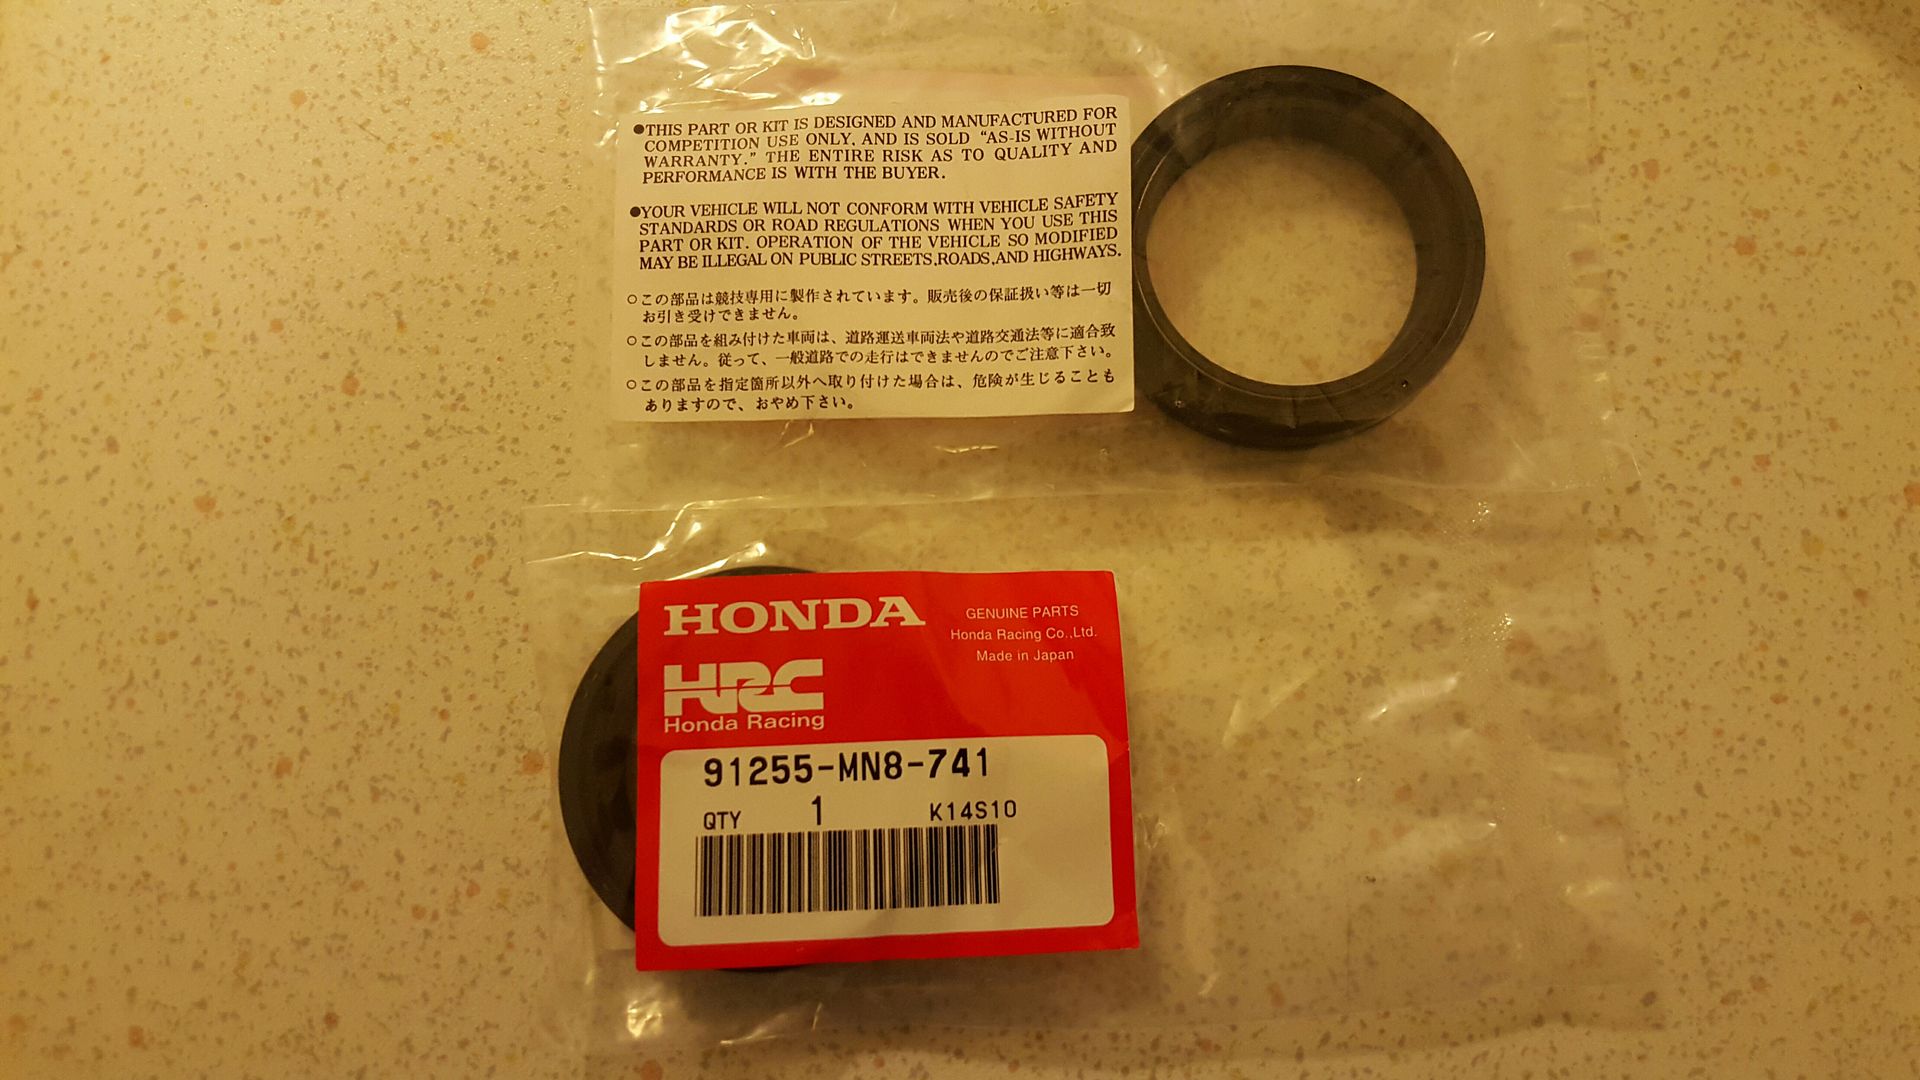 ●THIS PART OR KIT IS DESIGNED AND MANUFACTURED FOR
COMPETITION USE ONLY, AND IS SOLD “AS-IS WITHOUT
WARRANTY.” THE ENTIRE RISK AS TO QUALITY AND
PERFORMANCE IS WITH THE BUYER.
●YOUR VEHICLE WILL NOT CONFORM WITH VEHICLE SAFETY
STANDARDS OR ROAD REGULATIONS WHEN YOU USE THIS
PART OR KIT. OPERATION OF THE VEHICLE SO MODIFIED
MAY BE ILLEGAL ON PUBLIC STREETS,ROADS,AND HIGHWAYS.
○この部品は競技専用に製作されています。販売後の保証扱い等は一切
お引き受けできません。
○この部品を組み付けた車両は、道路運送車両法や道路交通法等に適合致
しません。従って、一般道路での走行はできませんのでご注意下さい。
○この部品を指定箇所以外へ取り付けた場合は、危険が生じることも
ありますので、おやめ下さい。
HONDA
GENUINE PARTS
Honda Racing Co.,Ltd.
Made in Japan
HRC
Honda Racing
91255-MN8-741
QTY 1 K14S10